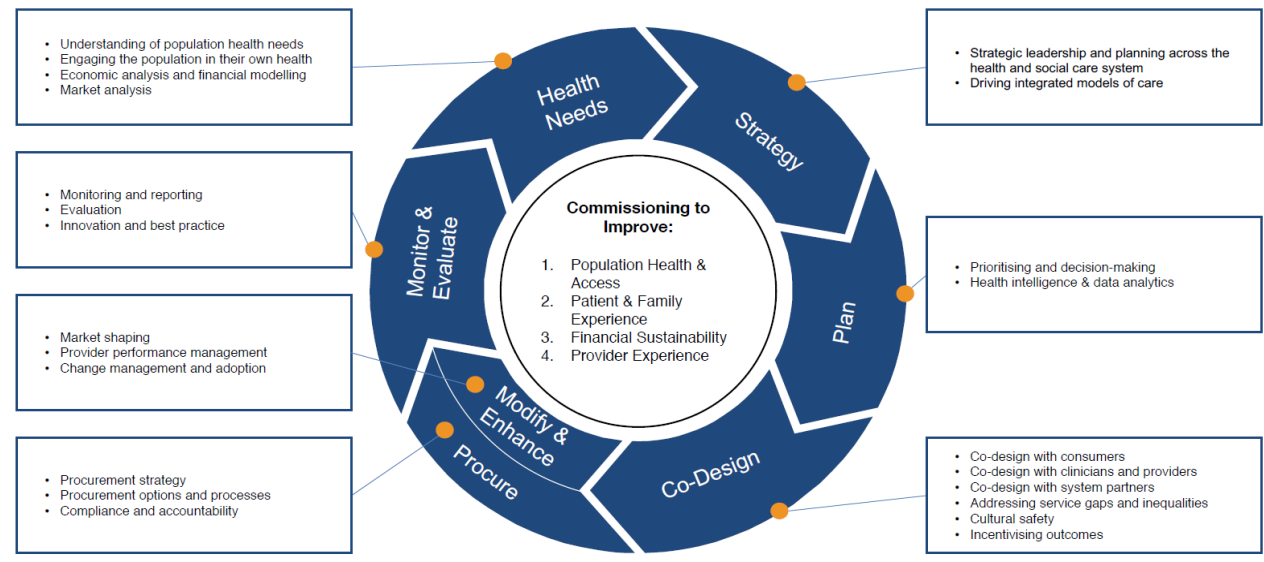 • Understanding of population health needs
• Engaging the population in their own health
• Economic analysis and financial modelling
• Market analysis
• Monitoring and reporting
• Evaluation
• Innovation and best practice
• Market shaping
• Provider performance management
• Change management and adoption
• Procurement strategy
• Procurement options and processes
• Compliance and accountability
Health
Needs
Strategy
Plan
Co-Design
Modify &
Enhance
Procure
Monitor &
Evaluate
Commissioning to
Improve:
1. Population Health &
Access
2. Patient & Family
Experience
3. Financial Sustainability
4. Provider Experience
• Strategic leadership and planning across the
health and social care system
• Driving integrated models of care
• Prioritising and decision-making
• Health intelligence & data analytics
• Co-design with consumers
• Co-design with clinicians and providers
• Co-design with system partners
• Addressing service gaps and inequalities
• Cultural safety
• Incentivising outcomes